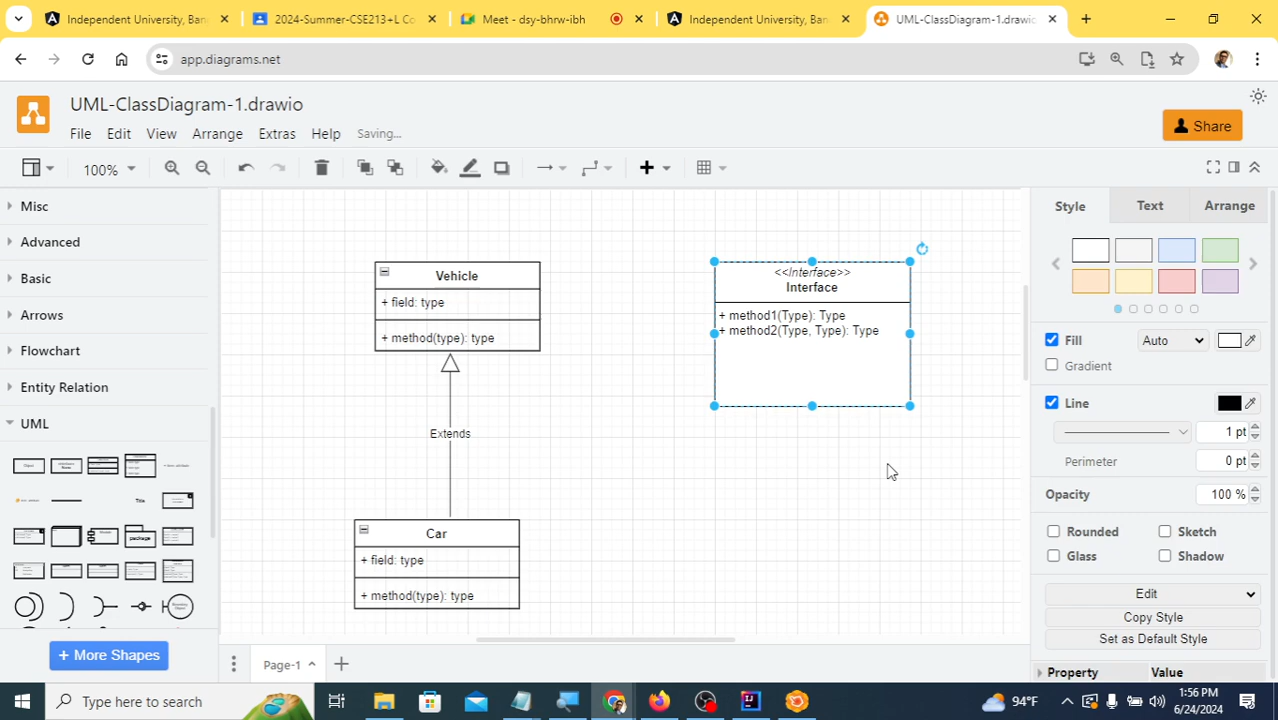 Independent University, Ban
2024-Summer-CSE213+L Co
Meet - dsy-bhrw-ibh
Independent University, Ban
UML-ClassDiagram-1.drawio
app.diagrams.net
UML-ClassDiagram-1.drawio
File
Edit
View
Arrange
Extras
Help
Saving...
Share
100%
Misc
Advanced
Basic
Arrows
Flowchart
Entity Relation
UML
Title
package
+ More Shapes
Vehicle
+ field: type
+ method(type): type
Extends
Car
+ field: type
+ method(type): type
<<Interface>>
Interface
+ method1(Type): Type
+ method2(Type, Type): Type
Style
Text
Arrange
Fill
Auto
Gradient
Line
1 pt
Perimeter
0 pt
Opacity
100 %
Rounded
Sketch
Glass
Shadow
Edit
Copy Style
Set as Default Style
Property
Value
Page-1
Type here to search
94°F
1:56 PM
6/24/2024